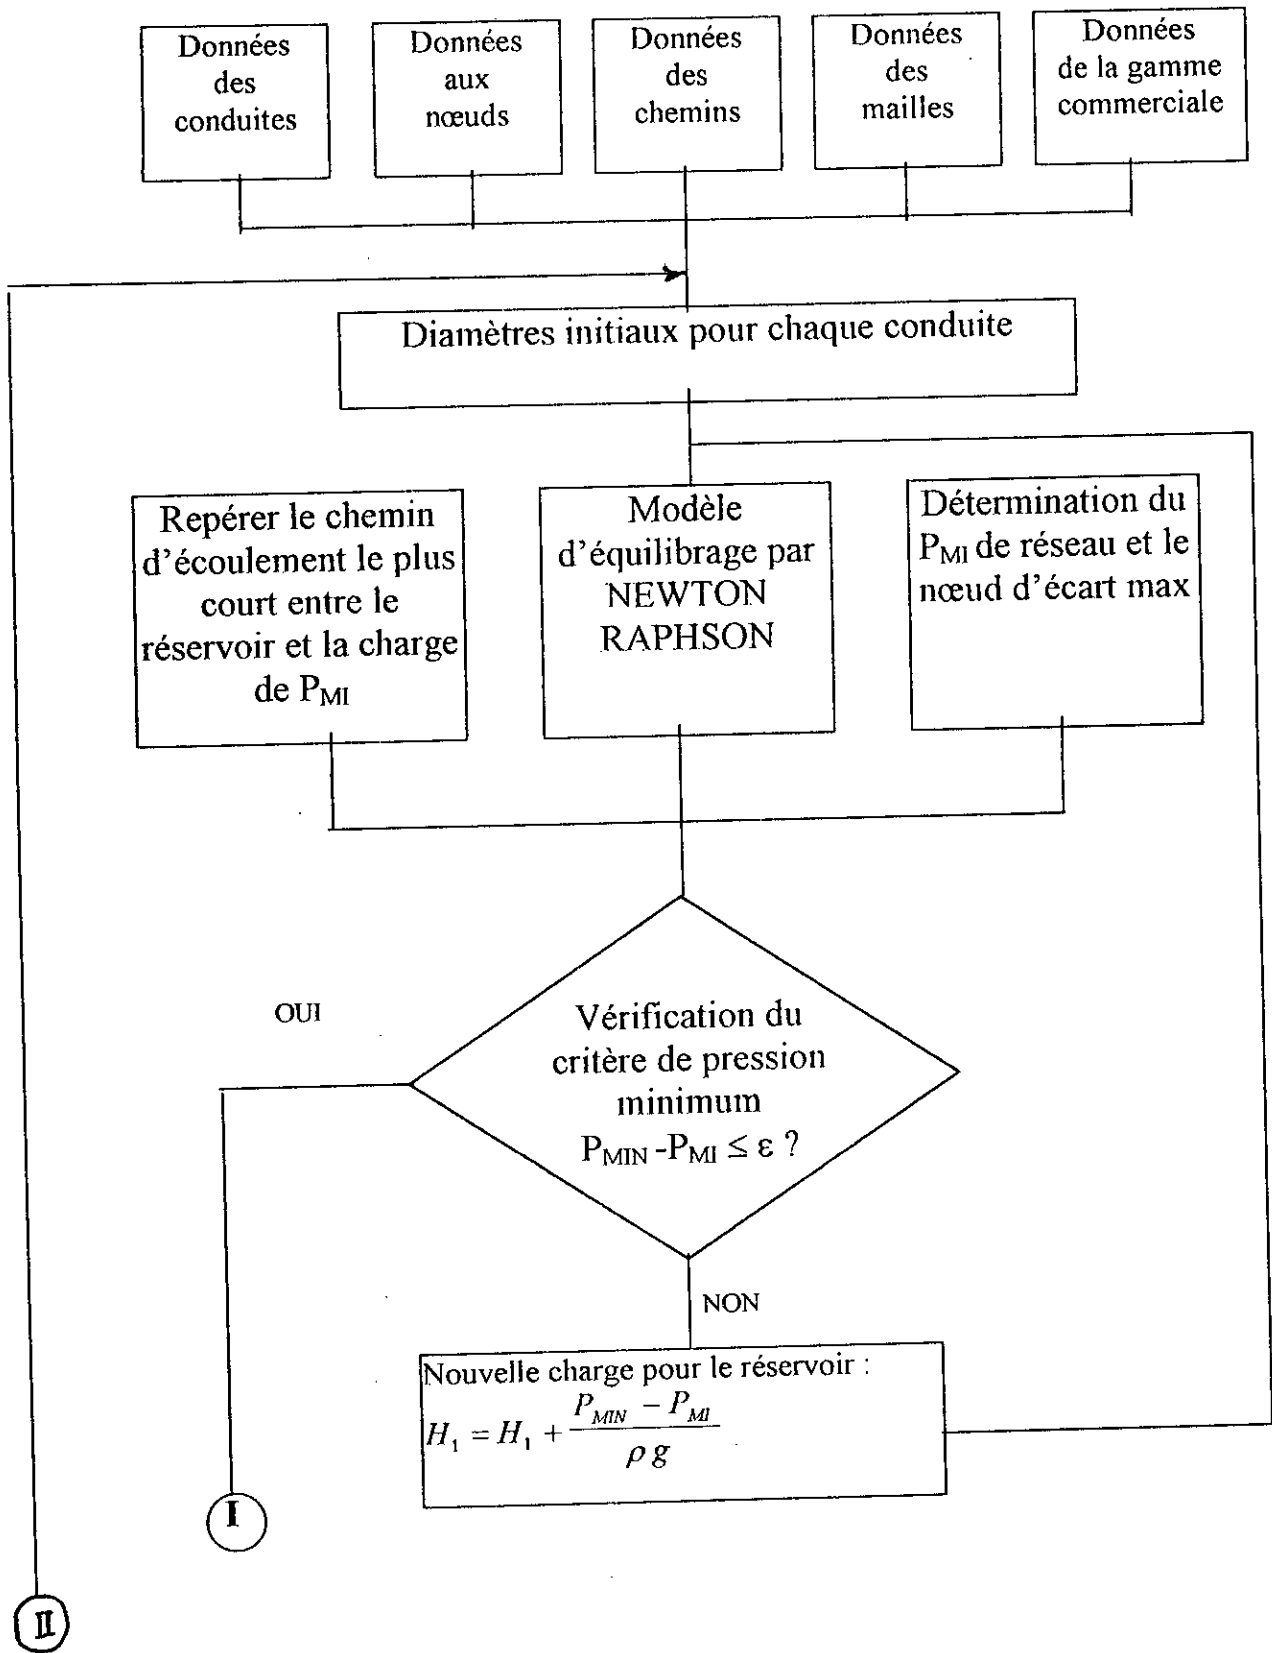 Données
des
conduites
Données
aux
nœuds
Données
des
chemins
Données
des
mailles
Données
de la gamme
commerciale
Diamètres initiaux pour chaque conduite
Repérer le chemin
d'écoulement le plus
court entre le
réservoir et la charge
de P_MI
Modèle
d'équilibrage par
NEWTON
RAPHSON
Détermination du
P_MI de réseau et le
nœud d'écart max
OUI
Vérification du
critère de pression
minimum
P_MIN -P_MI ≤ ε ?
NON
Nouvelle charge pour le réservoir :
H_1 = H_1 + (P_MIN − P_MI) / (ρ g)
I
II